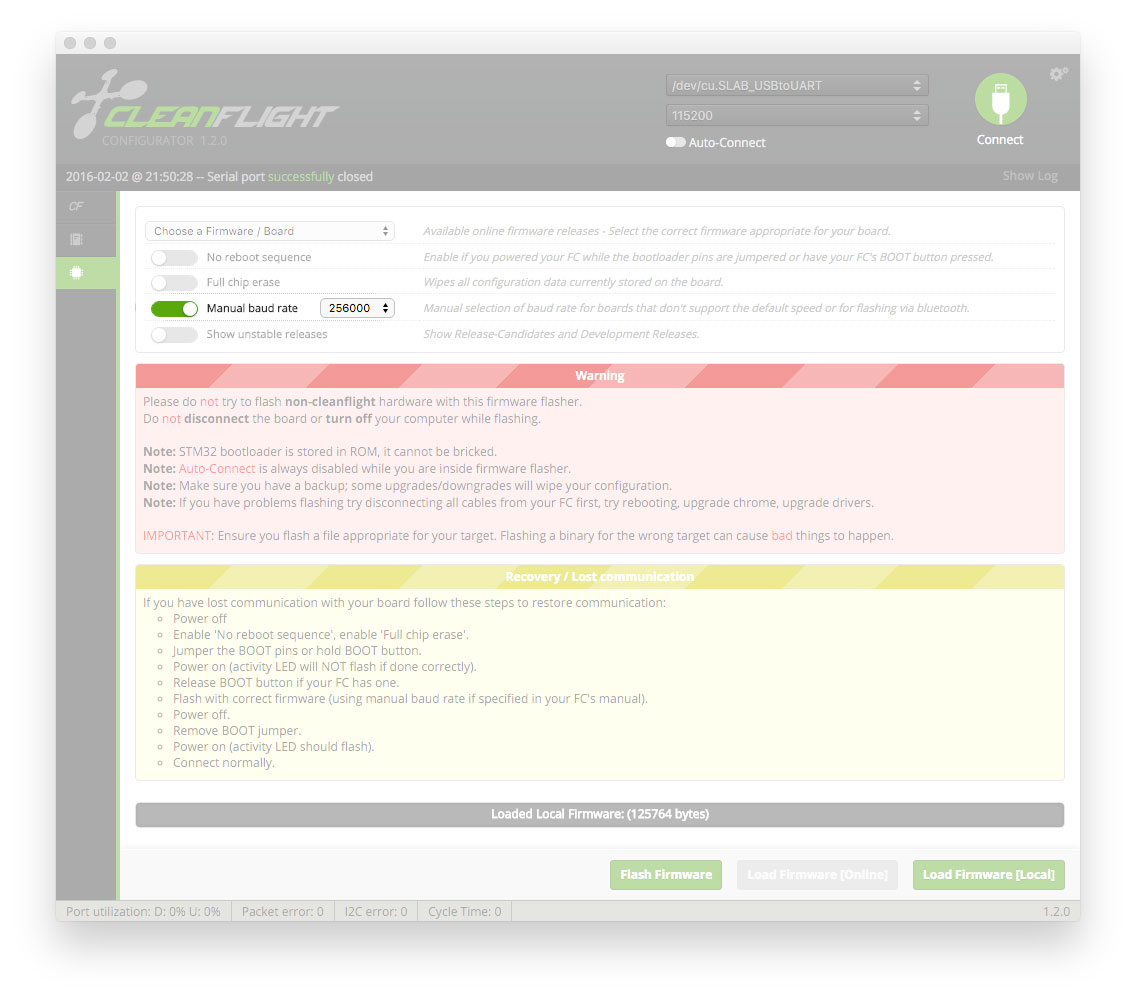 /dev/cu.SLAB_USBtoUART
CLEANFLIGHT
115200
CONFIGURATOR 1.2.0
Auto-Connect
Connect
2016-02-02 @ 21:50:28 -- Serial port successfully closed
Show Log
CF
Choose a Firmware / Board
Available online firmware releases - Select the correct firmware appropriate for your board.
No reboot sequence
Enable if you powered your FC while the bootloader pins are jumpered or have your FC's BOOT button pressed.
Full chip erase
Wipes all configuration data currently stored on the board.
Manual baud rate
256000
Manual selection of baud rate for boards that don't support the default speed or for flashing via bluetooth.
Show unstable releases
Show Release-Candidates and Development Releases.
Warning
Please do not try to flash non-cleanflight hardware with this firmware flasher.
Do not disconnect the board or turn off your computer while flashing.
Note: STM32 bootloader is stored in ROM, it cannot be bricked.
Note: Auto-Connect is always disabled while you are inside firmware flasher.
Note: Make sure you have a backup; some upgrades/downgrades will wipe your configuration.
Note: If you have problems flashing try disconnecting all cables from your FC first, try rebooting, upgrade chrome, upgrade drivers.
IMPORTANT: Ensure you flash a file appropriate for your target. Flashing a binary for the wrong target can cause bad things to happen.
Recovery / Lost communication
If you have lost communication with your board follow these steps to restore communication:
Power off
Enable 'No reboot sequence', enable 'Full chip erase'.
Jumper the BOOT pins or hold BOOT button.
Power on (activity LED will NOT flash if done correctly).
Release BOOT button if your FC has one.
Flash with correct firmware (using manual baud rate if specified in your FC's manual).
Power off.
Remove BOOT jumper.
Power on (activity LED should flash).
Connect normally.
Loaded Local Firmware: (125764 bytes)
Flash Firmware
Load Firmware [Online]
Load Firmware [Local]
Port utilization: D: 0% U: 0%
Packet error: 0
I2C error: 0
Cycle Time: 0
1.2.0